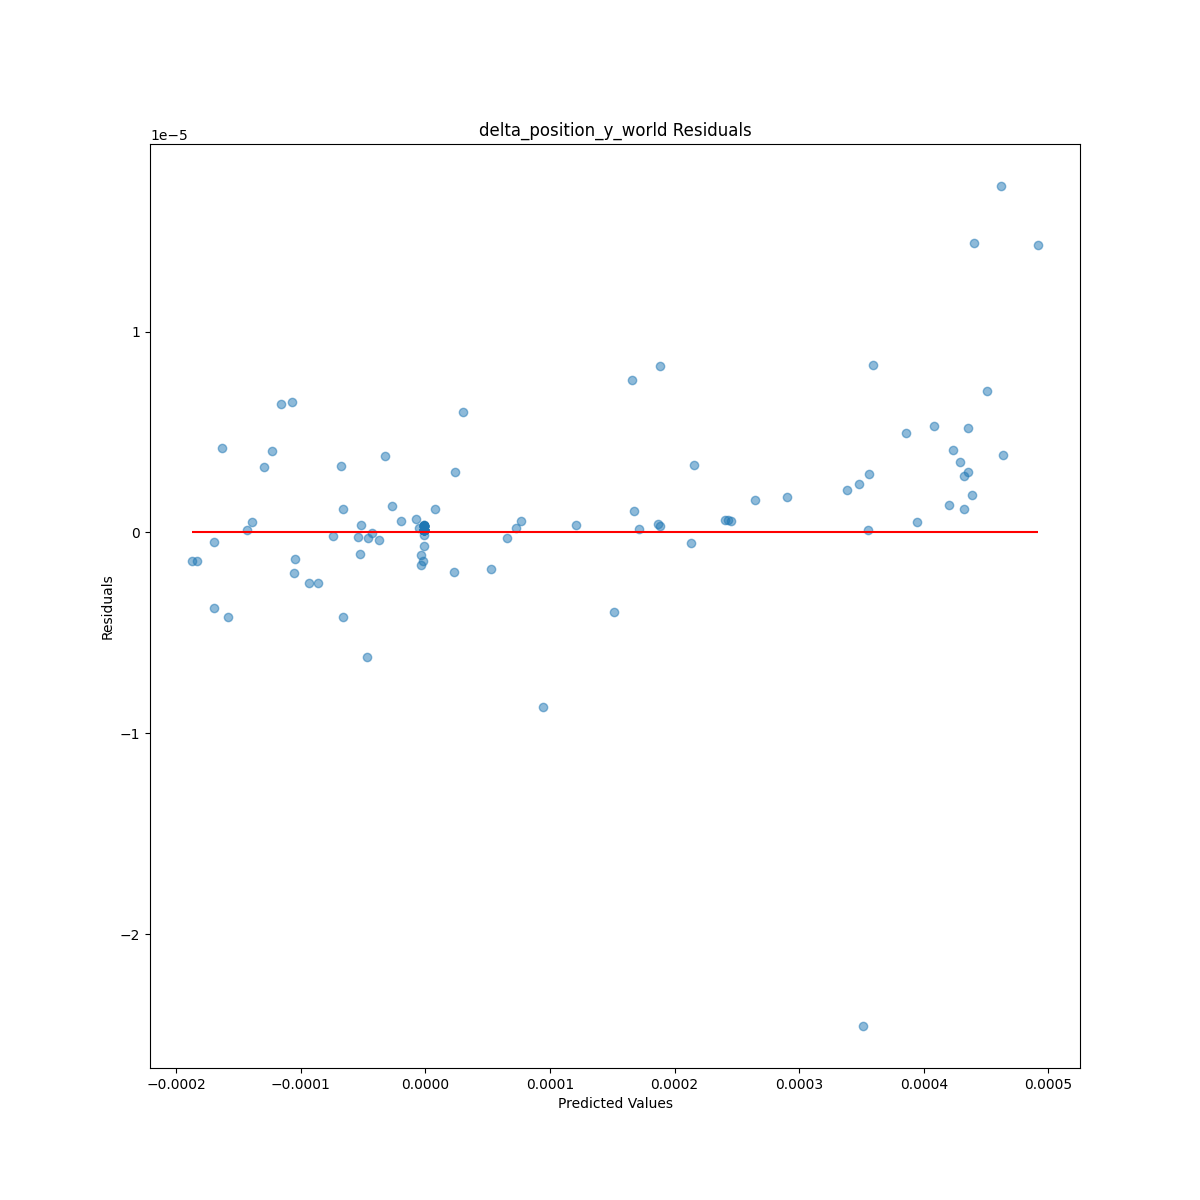 delta_position_y_world Residuals
1e−5
1
0
−1
−2
Residuals
−0.0002 −0.0001 0.0000 0.0001 0.0002 0.0003 0.0004 0.0005
Predicted Values